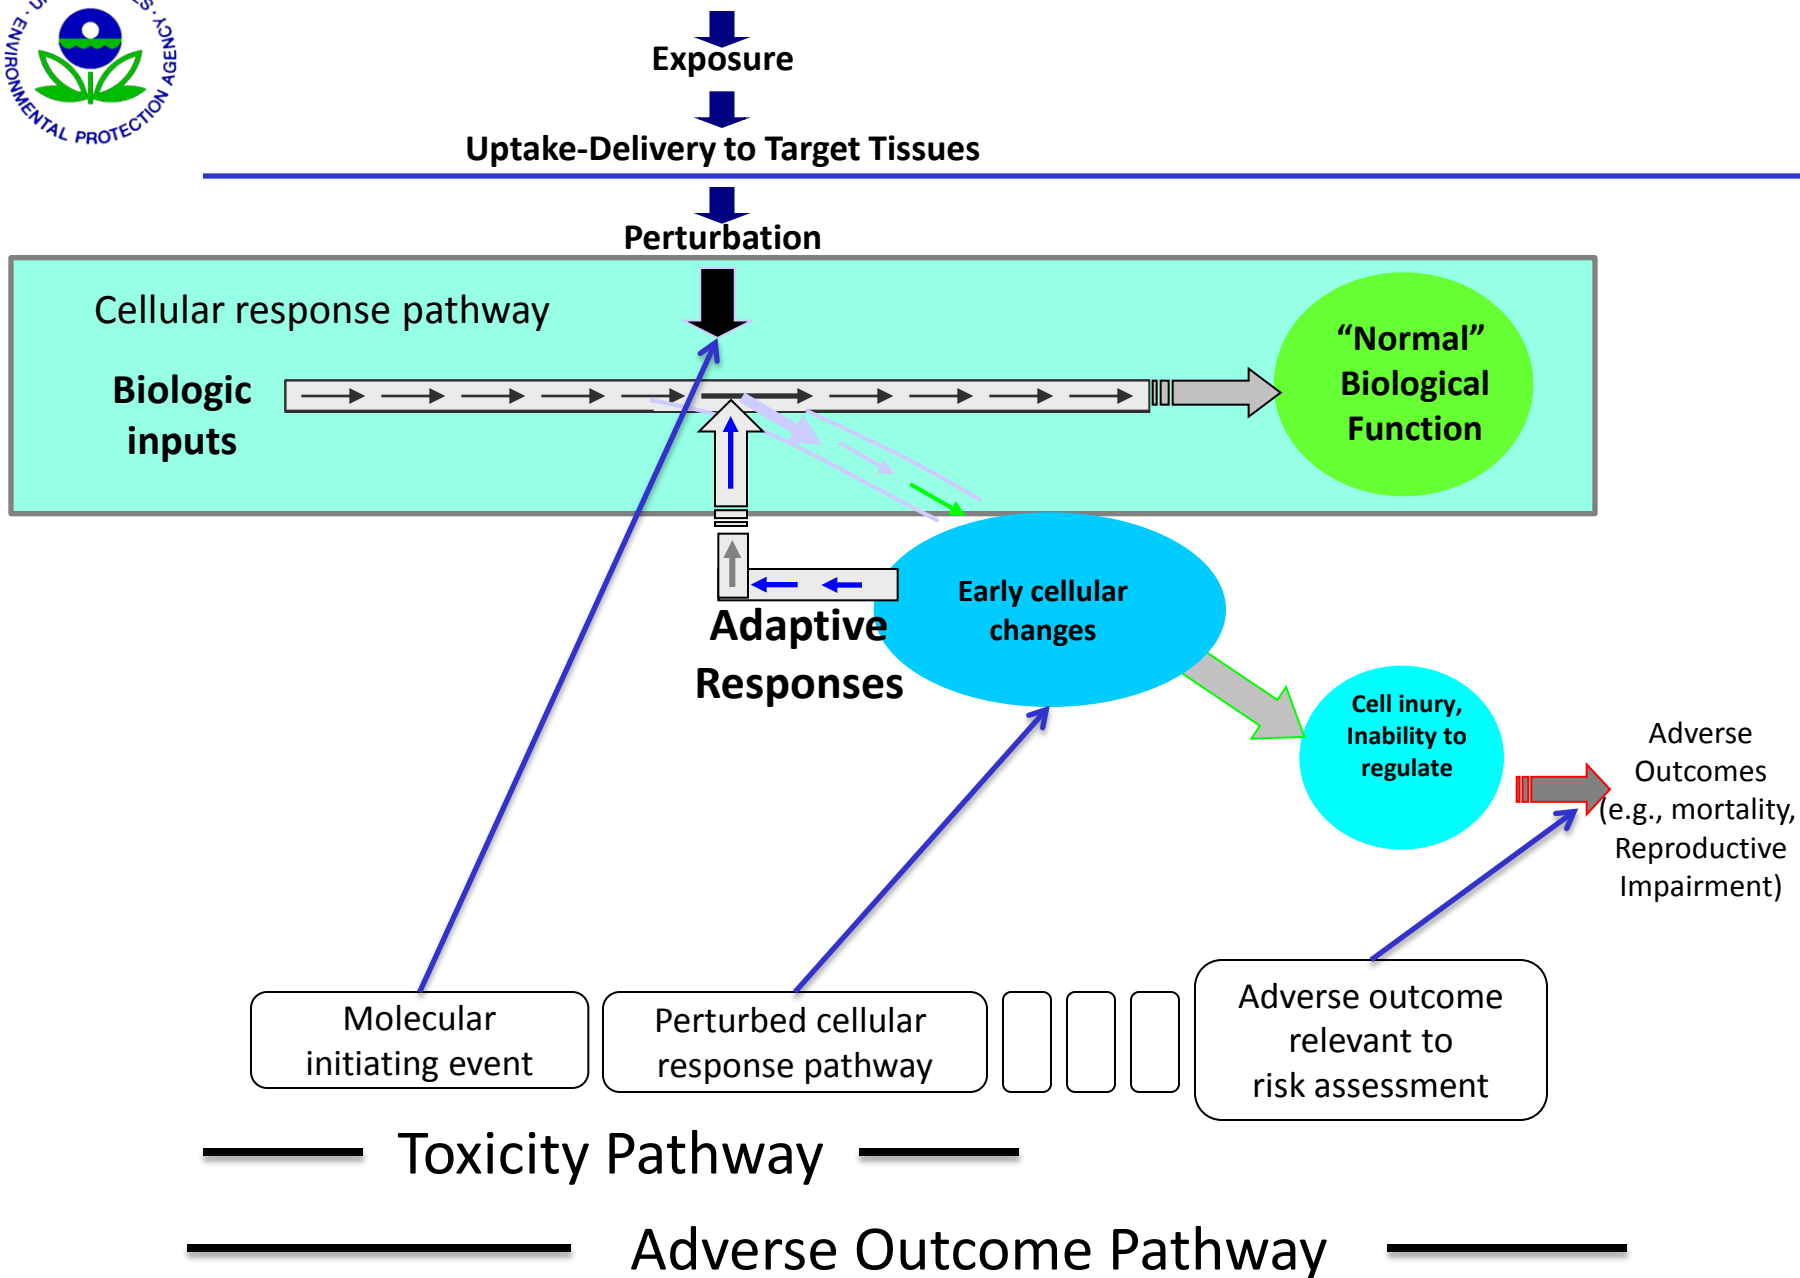 ENVIRONMENTAL PROTECTION AGENCY
Exposure
Uptake-Delivery to Target Tissues
Perturbation
Cellular response pathway
Biologic
inputs
“Normal”
Biological
Function
Early cellular
changes
Adaptive
Responses
Cell inury,
Inability to
regulate
Adverse
Outcomes
(e.g., mortality,
Reproductive
Impairment)
Molecular
initiating event
Perturbed cellular
response pathway
Adverse outcome
relevant to
risk assessment
Toxicity Pathway
Adverse Outcome Pathway